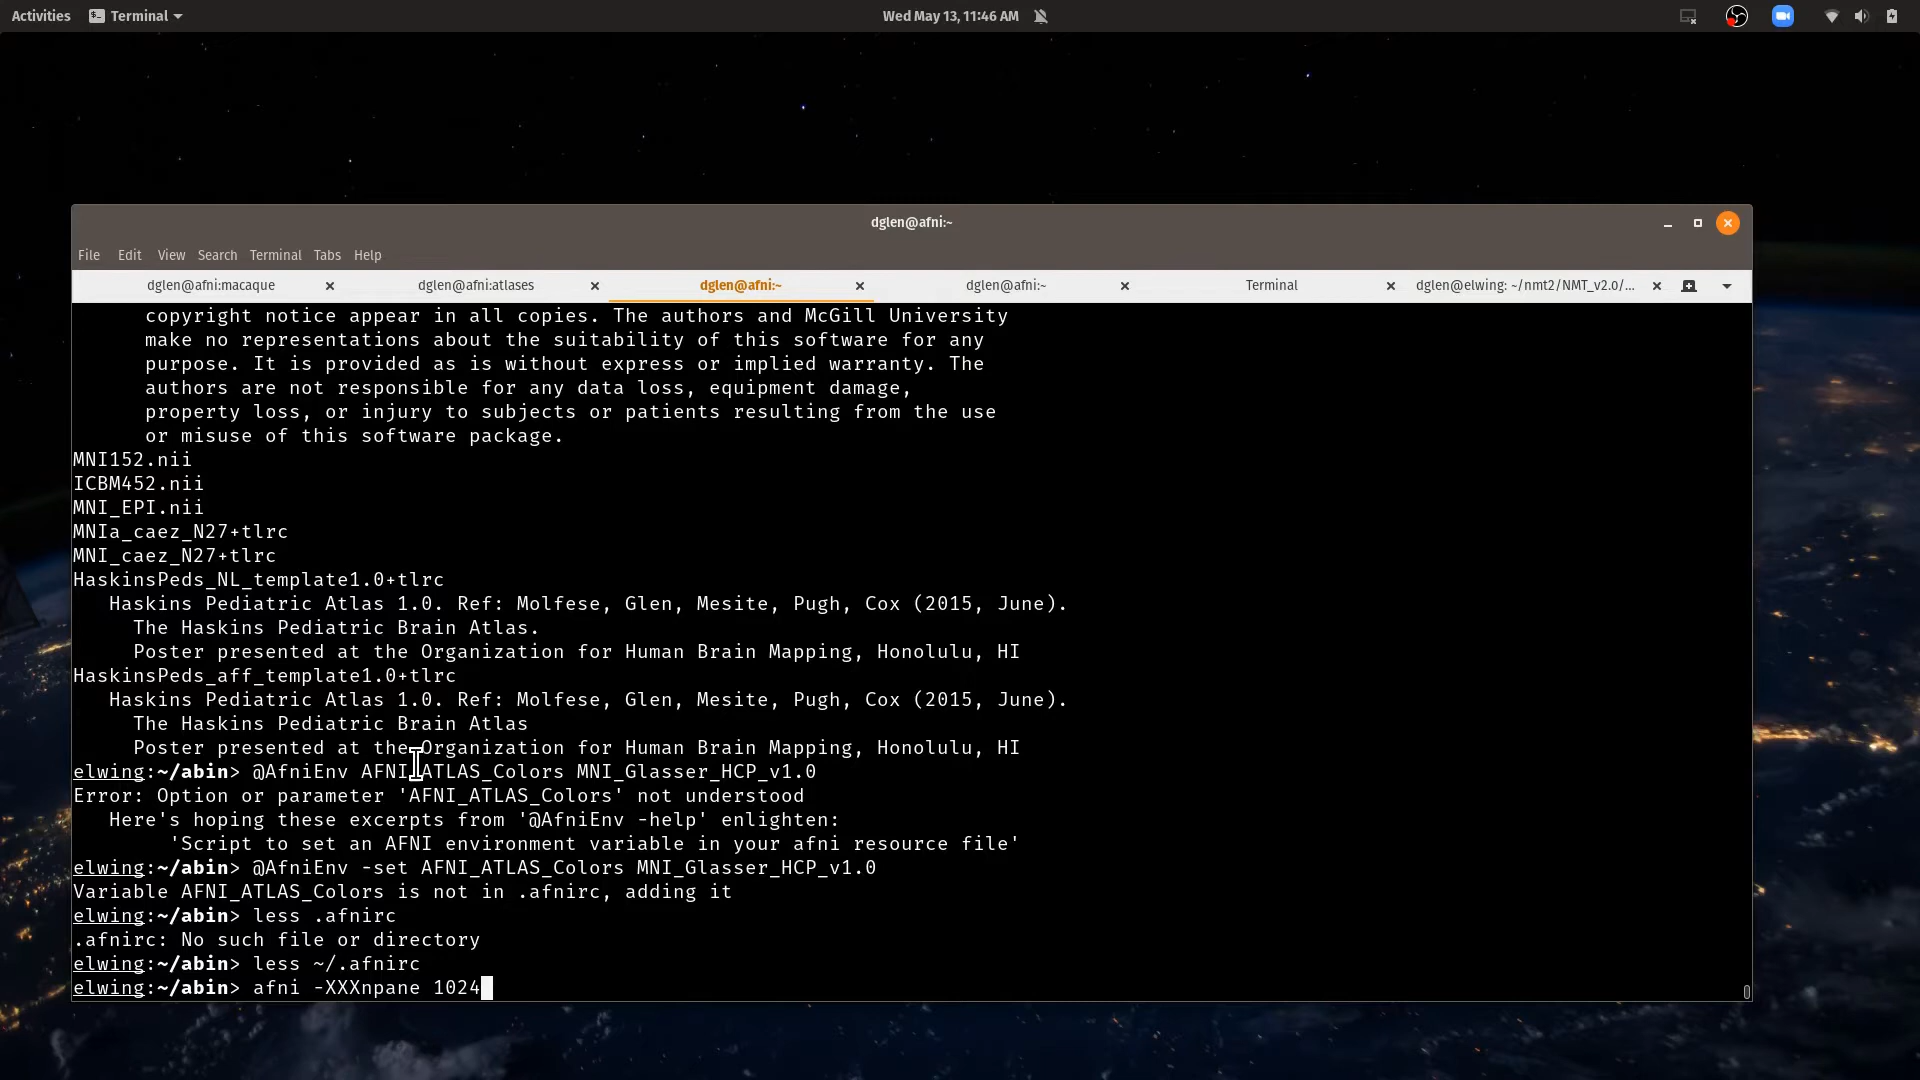 Activities Terminal Wed May 13, 11:46 AM
dglen@afni:~
File Edit View Search Terminal Tabs Help
dglen@afni:macaque dglen@afni:atlases dglen@afni:~ dglen@afni:~ Terminal dglen@elwing: ~/nmt2/NMT_v2.0/...
copyright notice appear in all copies. The authors and McGill University
make no representations about the suitability of this software for any
purpose. It is provided as is without express or implied warranty. The
authors are not responsible for any data loss, equipment damage,
property loss, or injury to subjects or patients resulting from the use
or misuse of this software package.
MNI152.nii
ICBM452.nii
MNI_EPI.nii
MNIa_caez_N27+tlrc
MNI_caez_N27+tlrc
HaskinsPeds_NL_template1.0+tlrc
Haskins Pediatric Atlas 1.0. Ref: Molfese, Glen, Mesite, Pugh, Cox (2015, June).
The Haskins Pediatric Brain Atlas.
Poster presented at the Organization for Human Brain Mapping, Honolulu, HI
HaskinsPeds_aff_template1.0+tlrc
Haskins Pediatric Atlas 1.0. Ref: Molfese, Glen, Mesite, Pugh, Cox (2015, June).
The Haskins Pediatric Brain Atlas
Poster presented at the Organization for Human Brain Mapping, Honolulu, HI
elwing:~/abin> @AfniEnv AFNI_ATLAS_Colors MNI_Glasser_HCP_v1.0
Error: Option or parameter 'AFNI_ATLAS_Colors' not understood
Here's hoping these excerpts from '@AfniEnv -help' enlighten:
'Script to set an AFNI environment variable in your afni resource file'
elwing:~/abin> @AfniEnv -set AFNI_ATLAS_Colors MNI_Glasser_HCP_v1.0
Variable AFNI_ATLAS_Colors is not in .afnirc, adding it
elwing:~/abin> less .afnirc
.afnirc: No such file or directory
elwing:~/abin> less ~/.afnirc
elwing:~/abin> afni -XXXnpane 1024